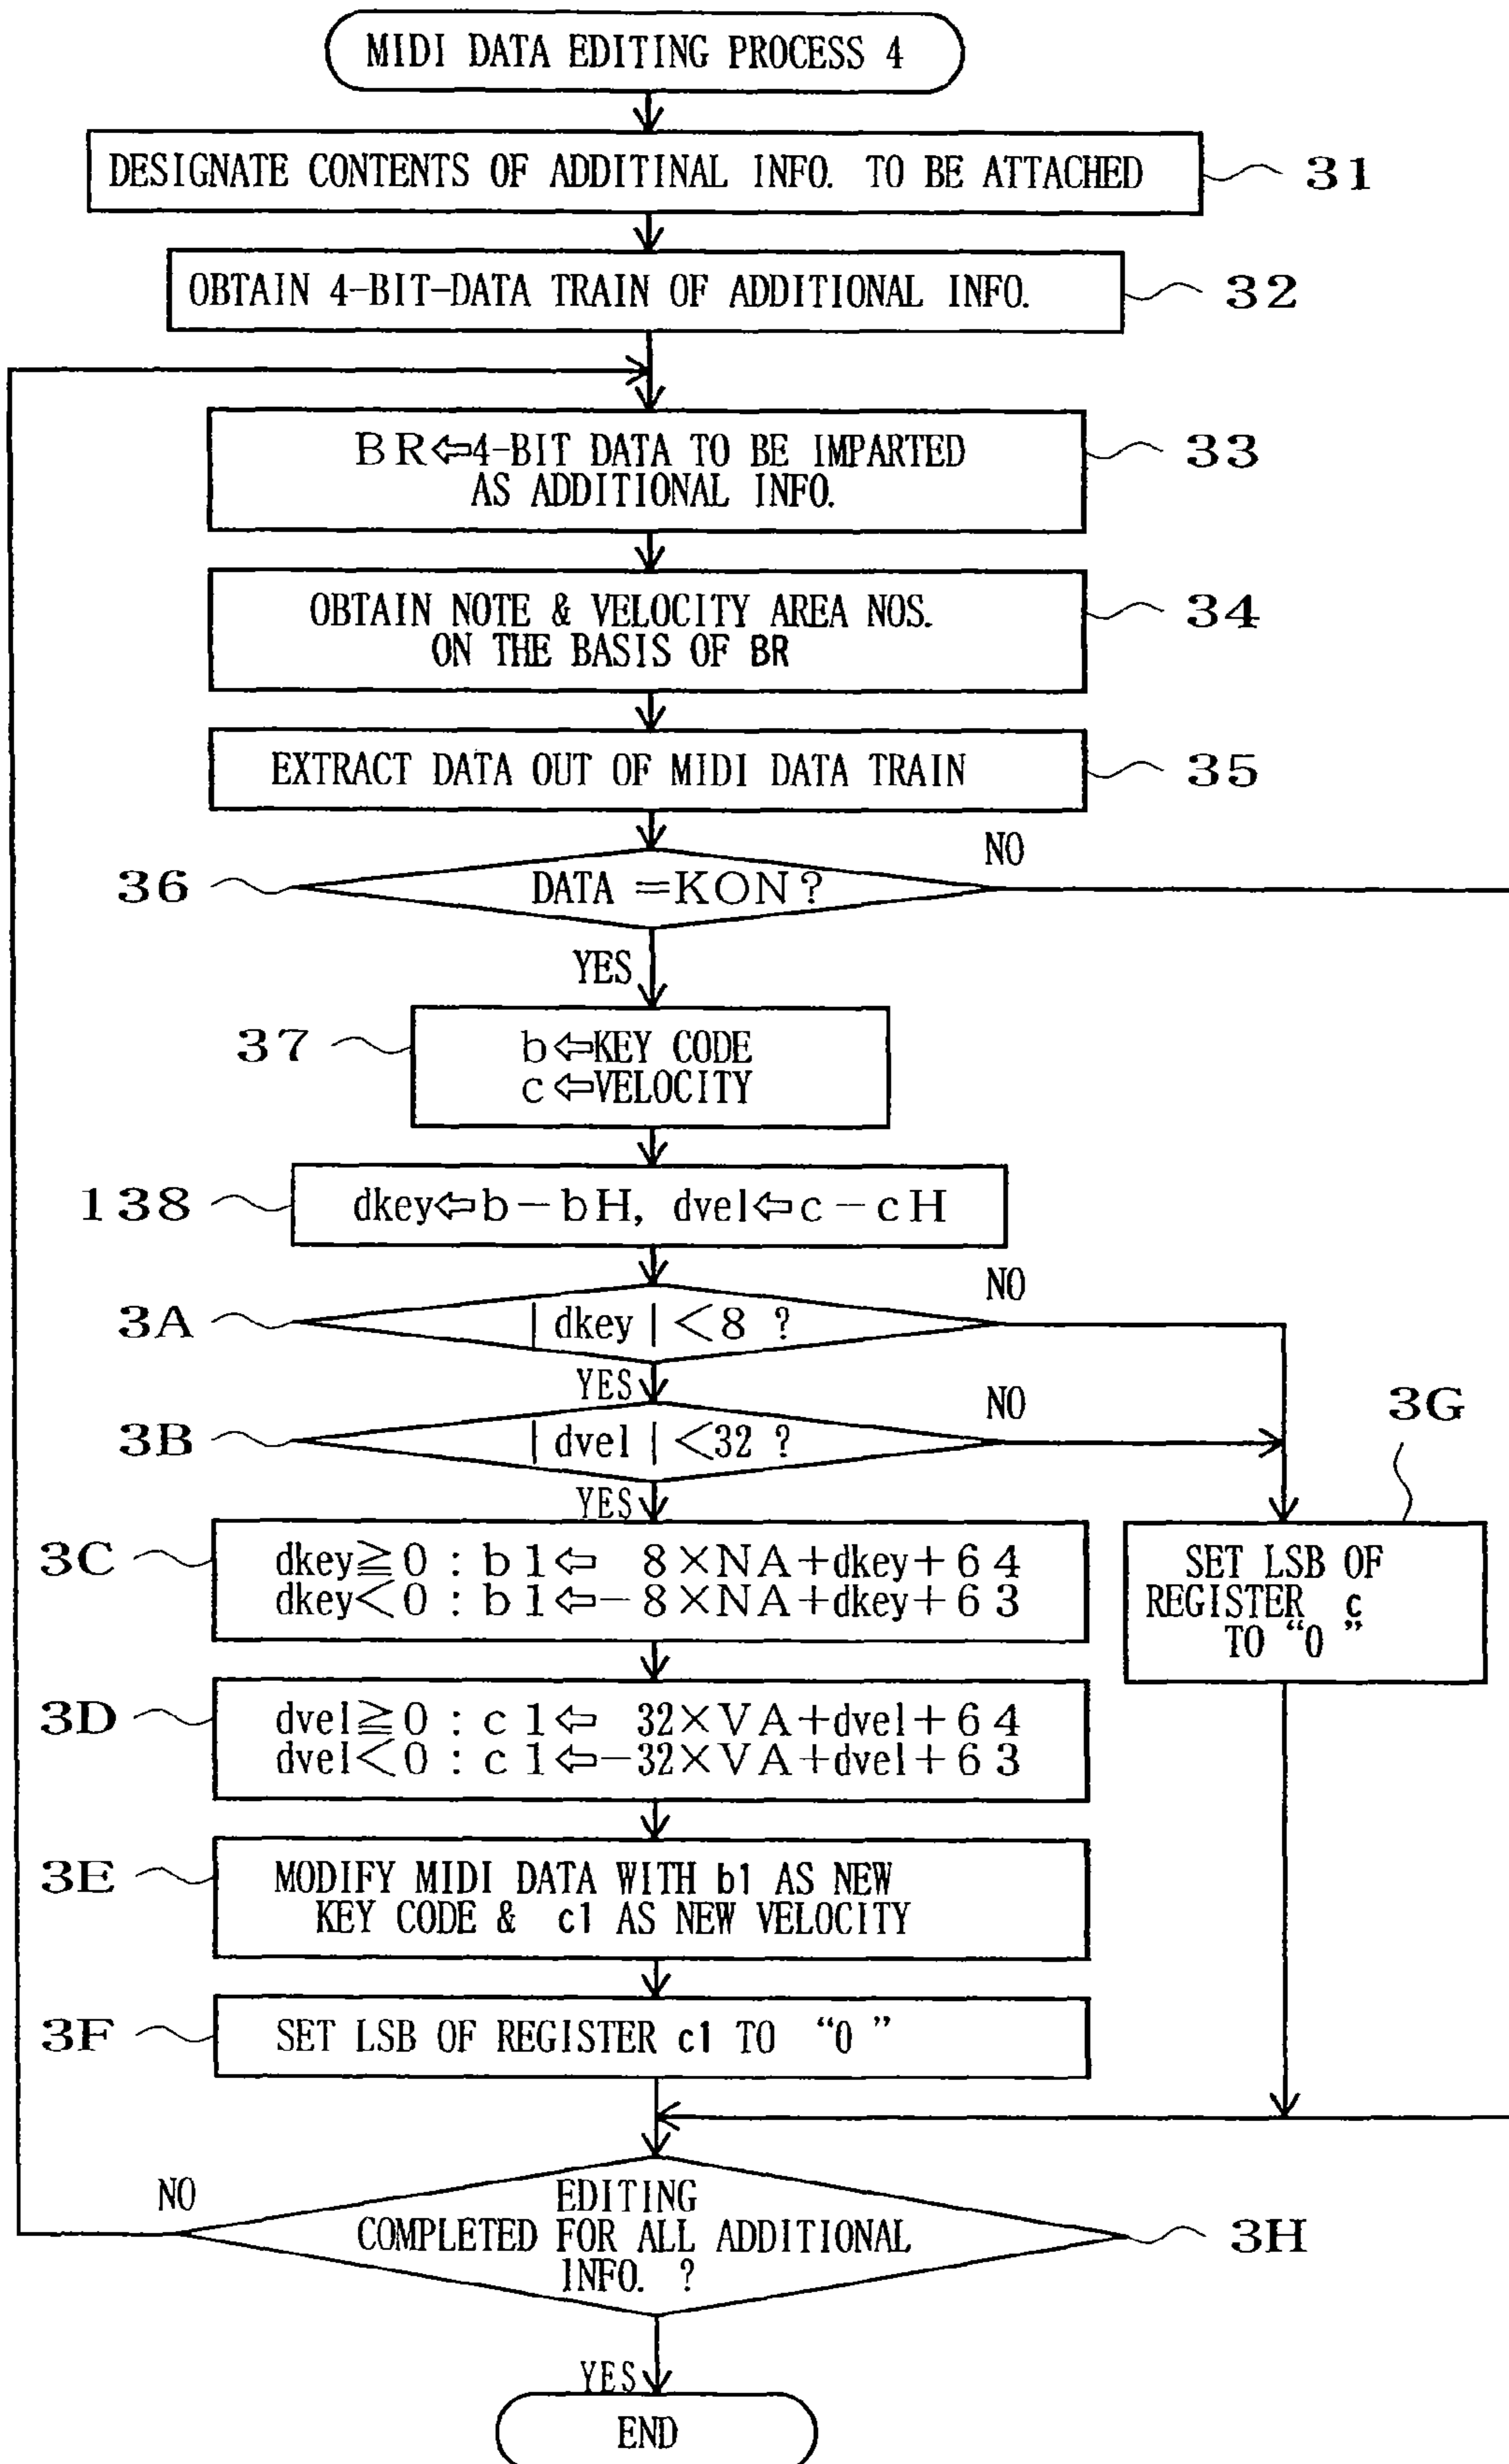 MIDI DATA EDITING PROCESS 4
DESIGNATE CONTENTS OF ADDITINAL INFO. TO BE ATTACHED
31
OBTAIN 4-BIT-DATA TRAIN OF ADDITIONAL INFO.
32
BR⇦4-BIT DATA TO BE IMPARTED
AS ADDITIONAL INFO.
33
OBTAIN NOTE & VELOCITY AREA NOS.
ON THE BASIS OF BR
34
EXTRACT DATA OUT OF MIDI DATA TRAIN
35
36
DATA =KON?
NO
YES
37
b⇦KEY CODE
c⇦VELOCITY
138
dkey⇦b-bH, dvel⇦c-cH
3A
|dkey|<8 ?
NO
YES
3B
|dvel|<32 ?
NO
YES
3G
SET LSB OF
REGISTER c
TO “0”
3C
dkey≧0 : b1⇦ 8×NA+dkey+64
dkey<0 : b1⇦-8×NA+dkey+63
3D
dvel≧0 : c1⇦ 32×VA+dvel+64
dvel<0 : c1⇦-32×VA+dvel+63
3E
MODIFY MIDI DATA WITH b1 AS NEW
KEY CODE & c1 AS NEW VELOCITY
3F
SET LSB OF REGISTER c1 TO “0”
NO
EDITING
COMPLETED FOR ALL ADDITIONAL
INFO. ?
3H
YES
END